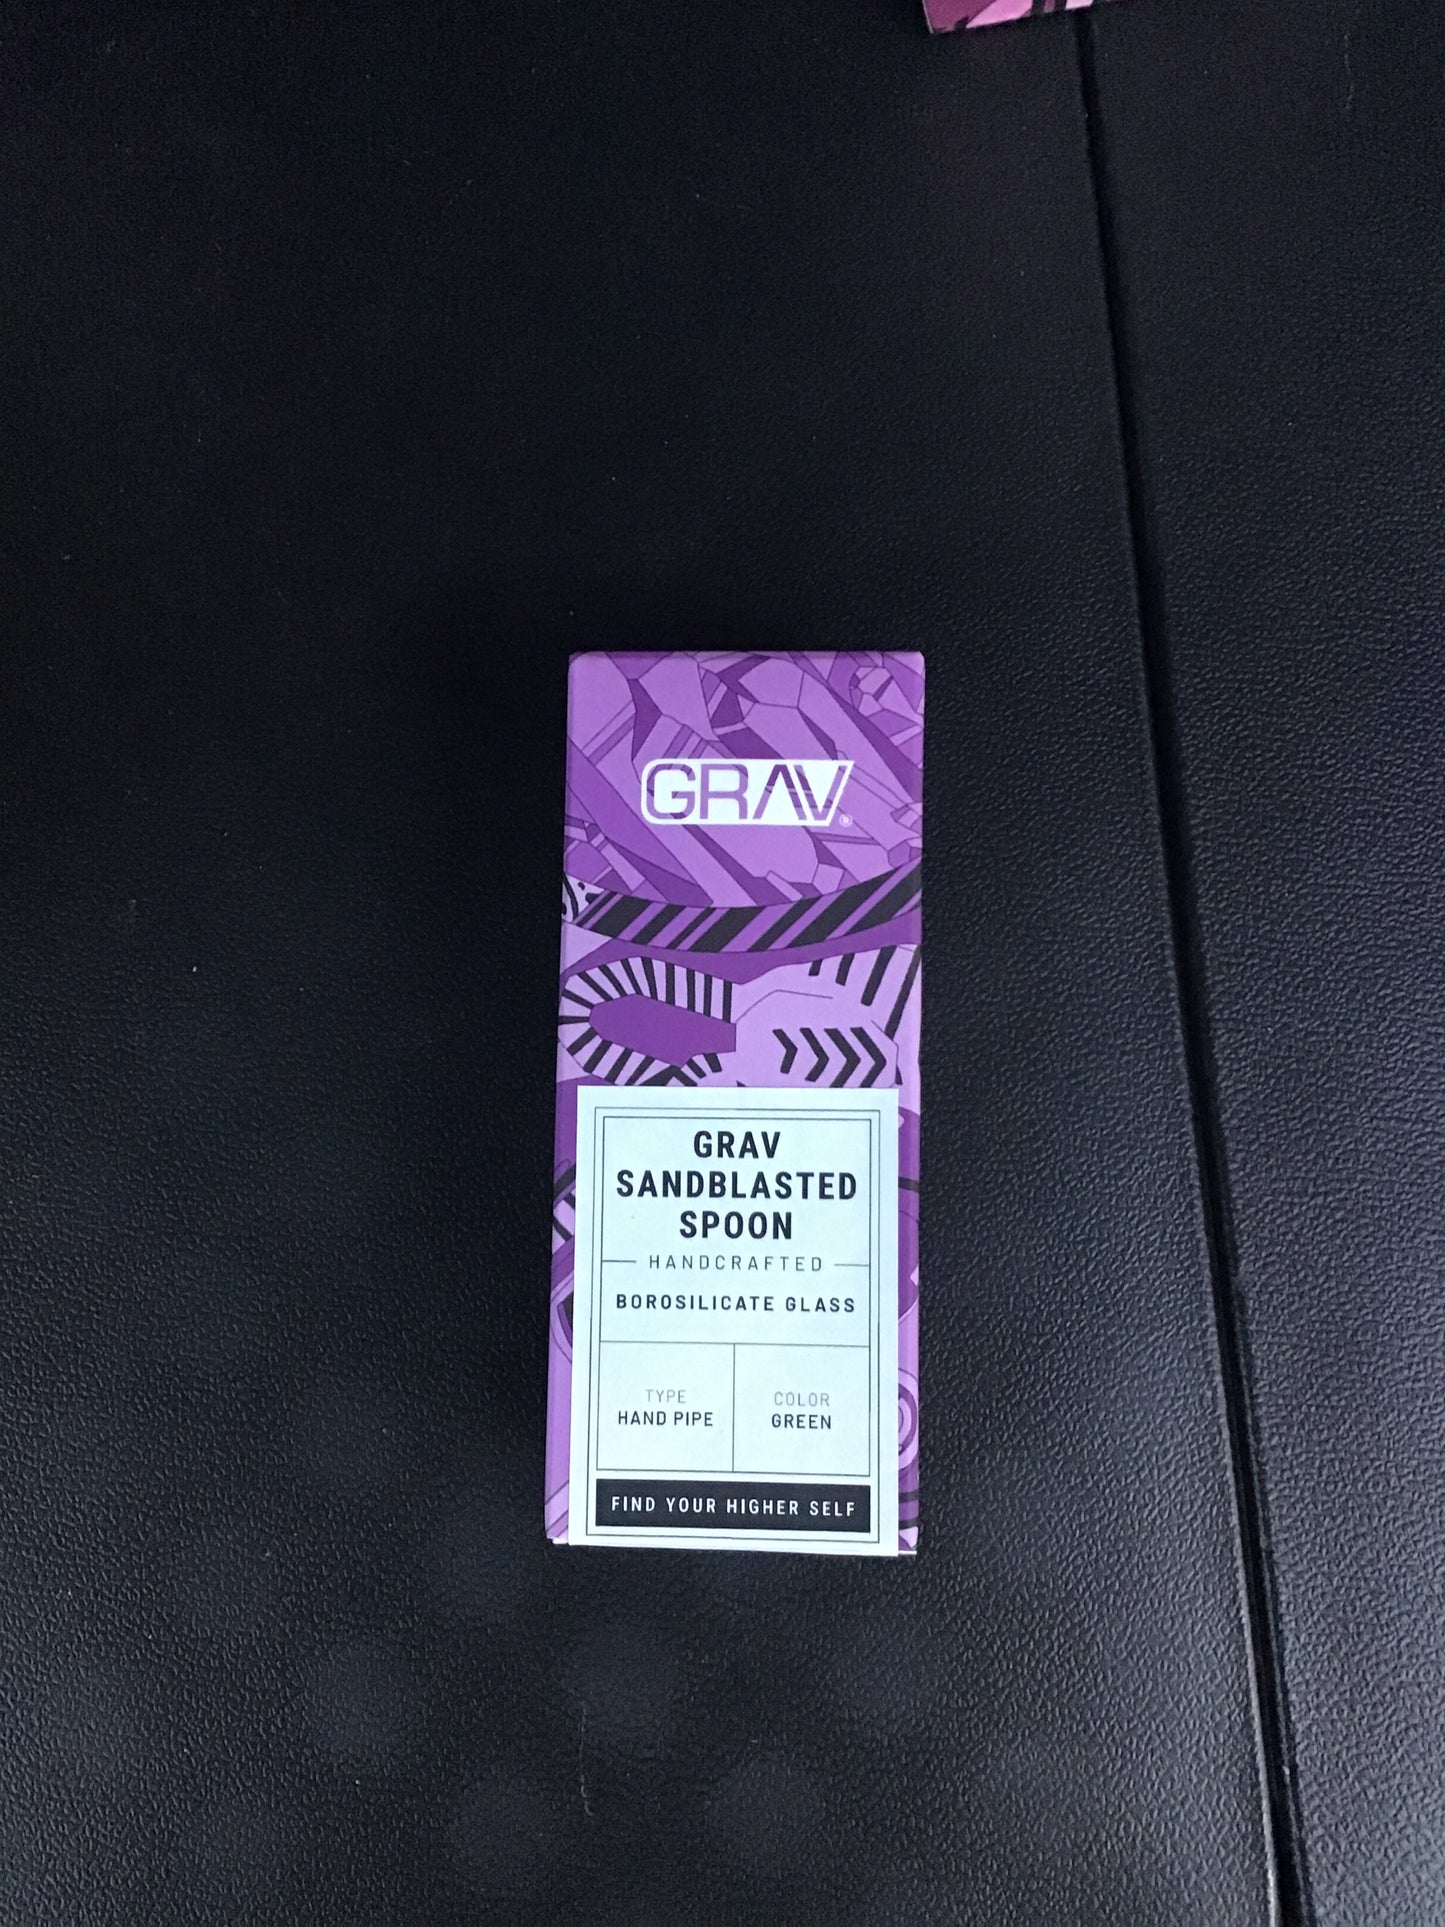 GRAV®
GRAV
SANDBLASTED
SPOON
HANDCRAFTED
BOROSILICATE GLASS
TYPE
HAND PIPE
COLOR
GREEN
FIND YOUR HIGHER SELF